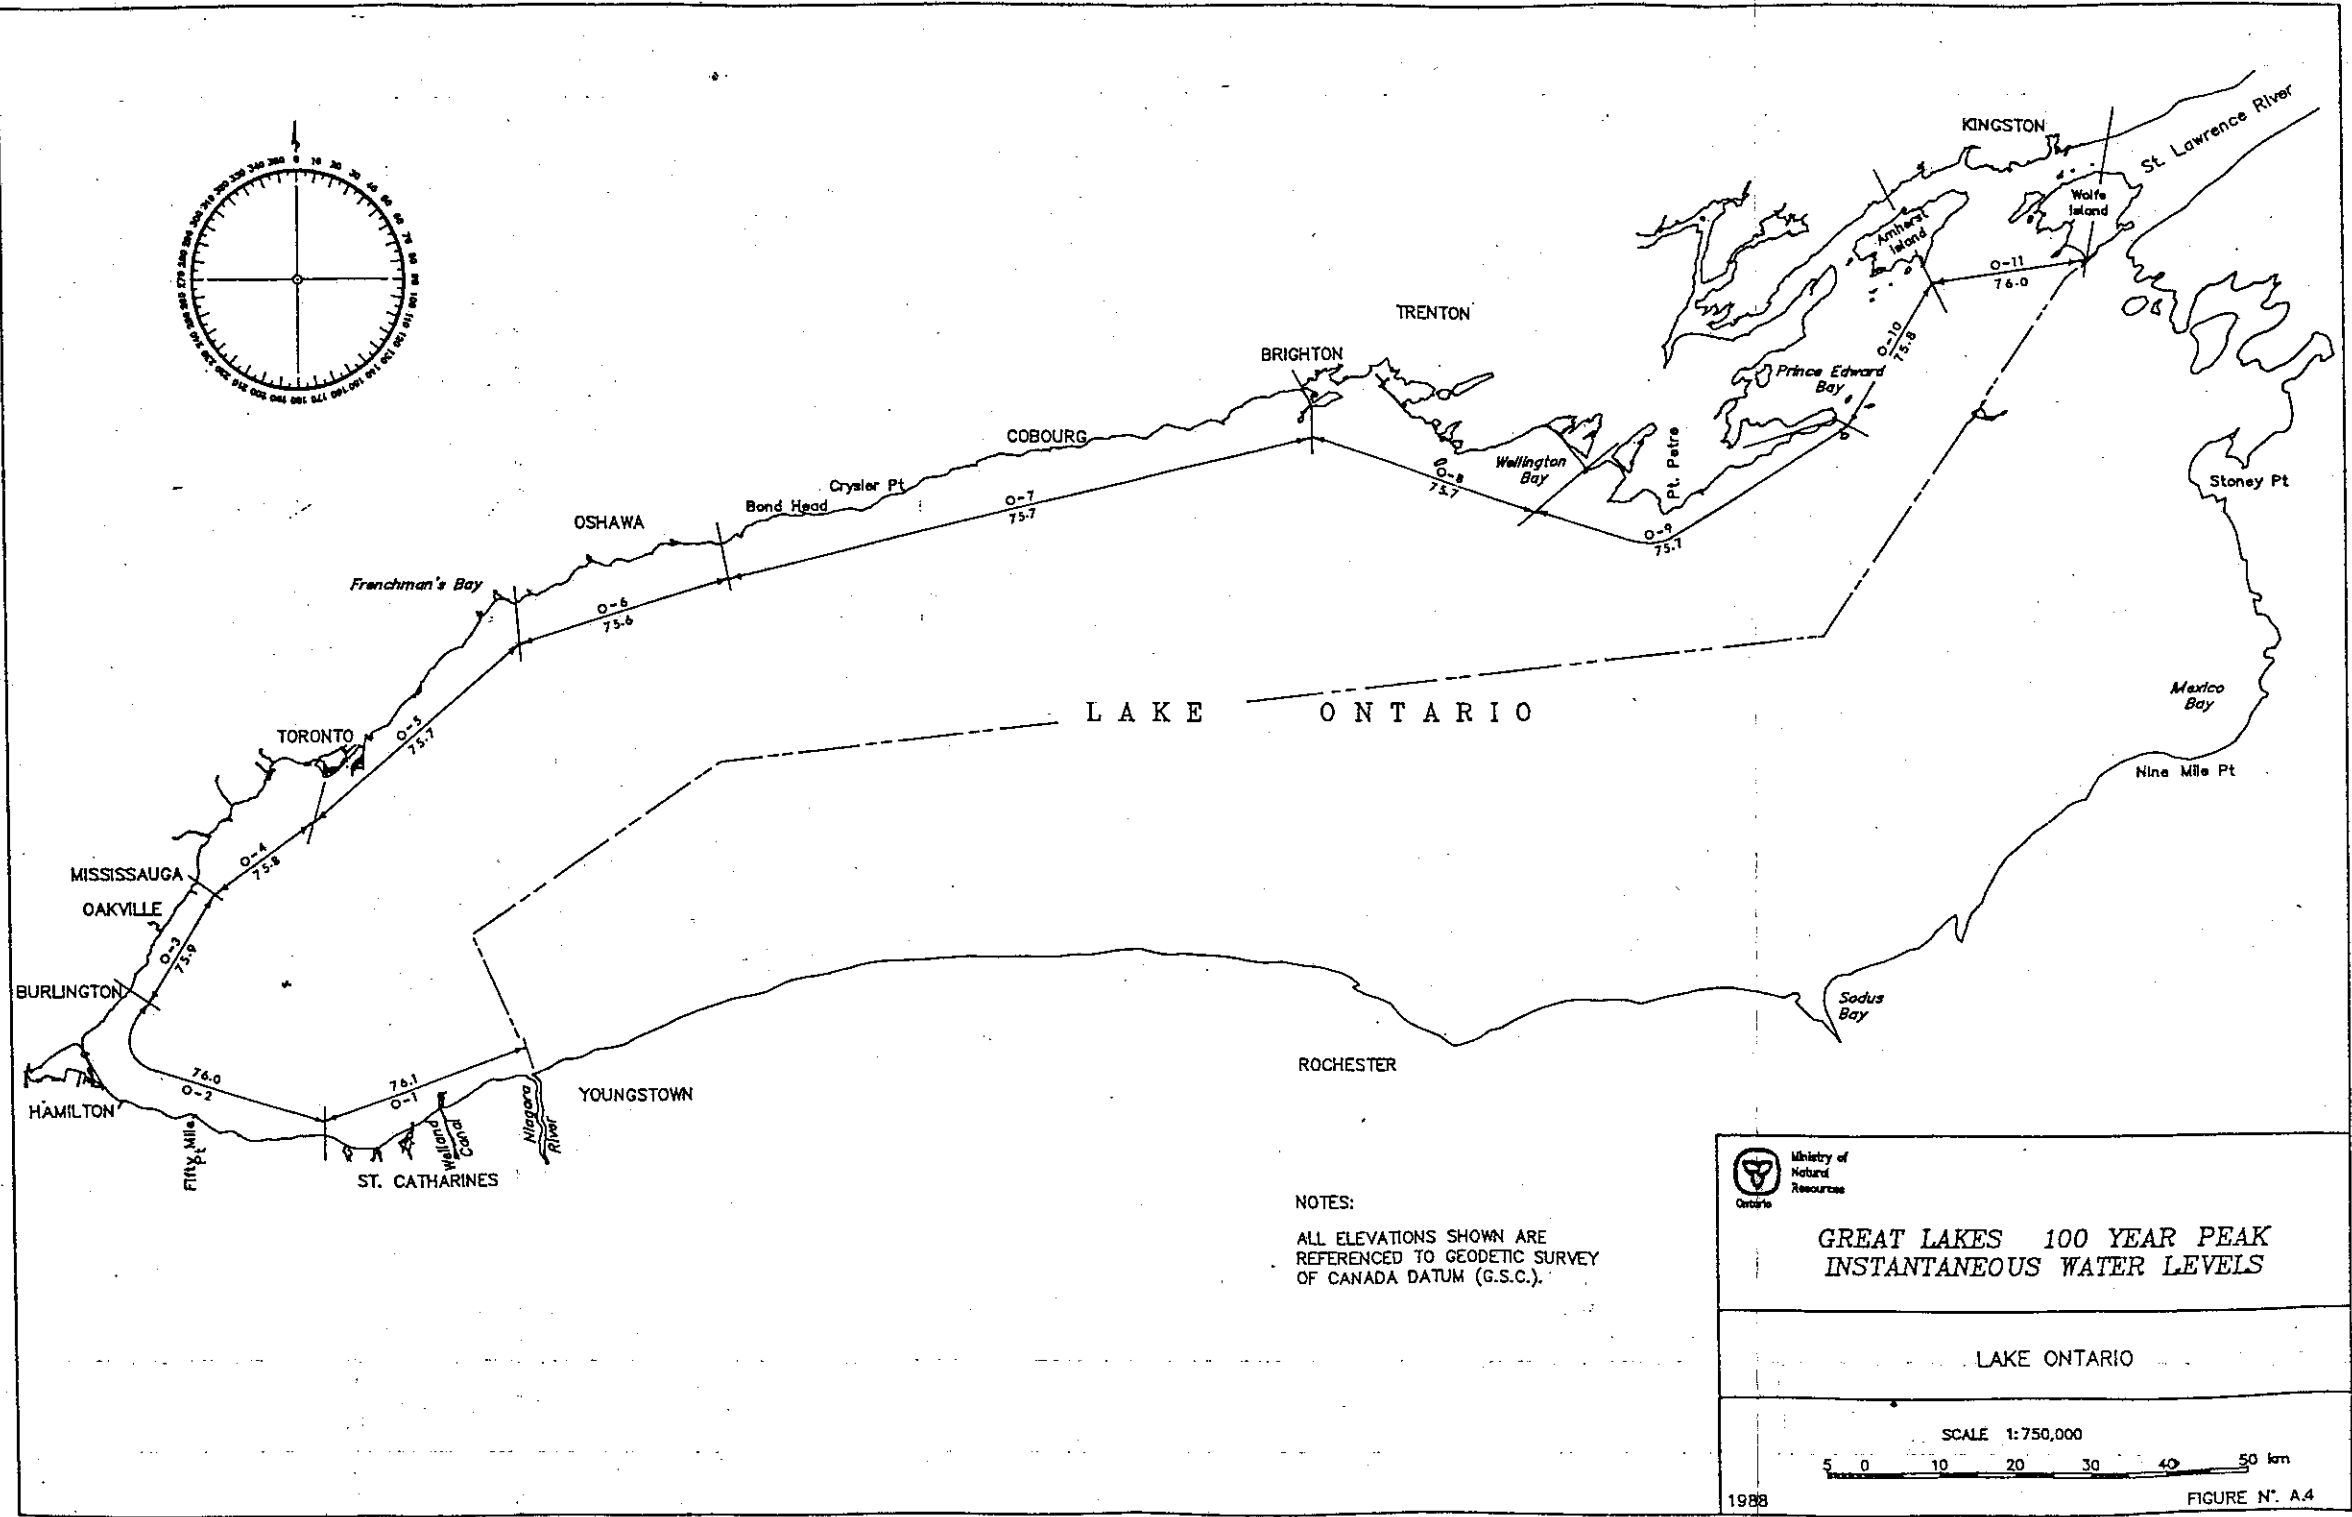 KINGSTON
St. Lawrence River
Wolfe
Island
Amherst
Island
O-11
76.0
TRENTON
O-10
75.8
BRIGHTON
Prince Edward
Bay
COBOURG
Wellington
Bay
Pt. Petre
O-8
75.7
Stoney Pt
Crysler Pt
Bond Head
O-7
75.7
OSHAWA
O-9
75.7
Frenchman's Bay
O-6
75.6
LAKE ONTARIO
Mexico
Bay
TORONTO
O-5
75.7
Nine Mile Pt
O-4
75.8
MISSISSAUGA
OAKVILLE
O-3
75.9
BURLINGTON
Sodus
Bay
ROCHESTER
76.0
O-2
76.1
O-1
YOUNGSTOWN
HAMILTON
Fifty Mile
Pt
Welland
Canal
Niagara
River
ST. CATHARINES
NOTES:
ALL ELEVATIONS SHOWN ARE
REFERENCED TO GEODETIC SURVEY
OF CANADA DATUM (G.S.C.).
Ministry of
Natural
Resources
Ontario
GREAT LAKES 100 YEAR PEAK
INSTANTANEOUS WATER LEVELS
LAKE ONTARIO
SCALE 1:750,000
5 0 10 20 30 40 50 km
1988
FIGURE N°. A.4